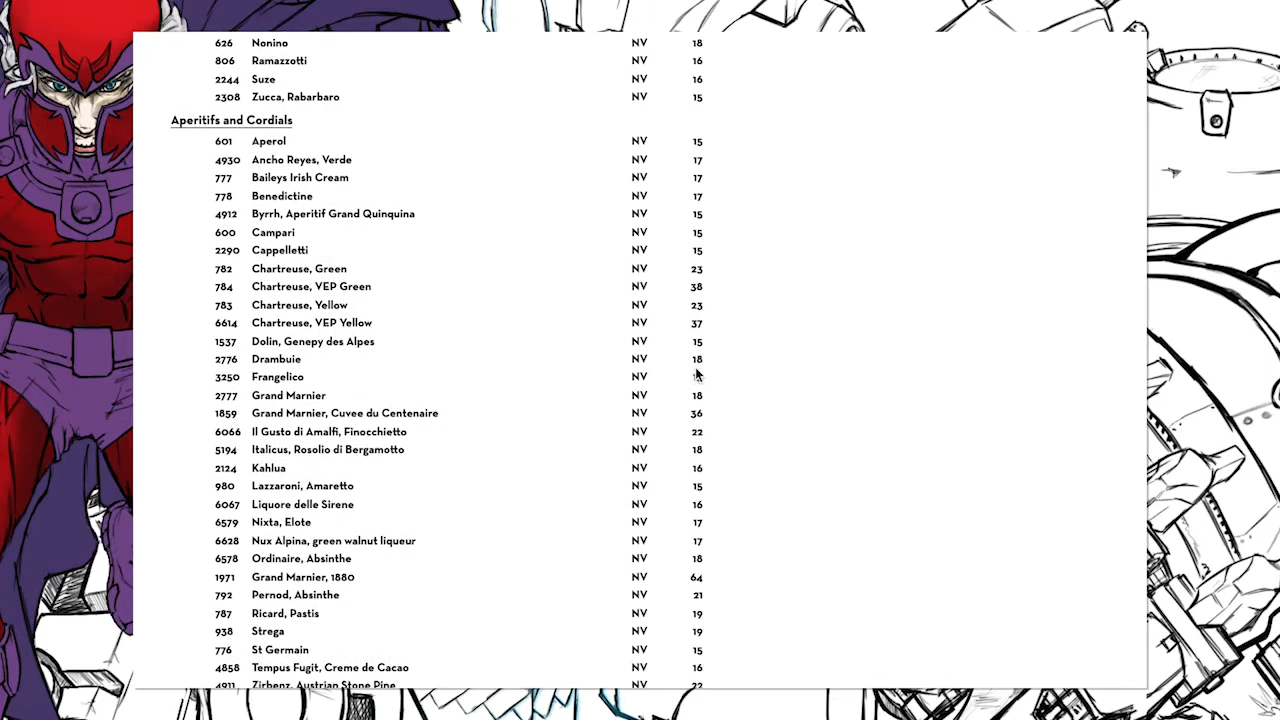 626 Nonino NV 18
806 Ramazzotti NV 16
2244 Suze NV 16
2308 Zucca, Rabarbaro NV 15
Aperitifs and Cordials
601 Aperol NV 15
4930 Ancho Reyes, Verde NV 17
777 Baileys Irish Cream NV 17
778 Benedictine NV 17
4912 Byrrh, Aperitif Grand Quinquina NV 15
600 Campari NV 15
2290 Cappelletti NV 15
782 Chartreuse, Green NV 23
784 Chartreuse, VEP Green NV 38
783 Chartreuse, Yellow NV 23
6614 Chartreuse, VEP Yellow NV 37
1537 Dolin, Genepy des Alpes NV 15
2776 Drambuie NV 18
3250 Frangelico NV
2777 Grand Marnier NV 18
1859 Grand Marnier, Cuvee du Centenaire NV 36
6066 Il Gusto di Amalfi, Finocchietto NV 22
5194 Italicus, Rosolio di Bergamotto NV 18
2124 Kahlua NV 16
980 Lazzaroni, Amaretto NV 15
6067 Liquore delle Sirene NV 16
6579 Nixta, Elote NV 17
6628 Nux Alpina, green walnut liqueur NV 17
6578 Ordinaire, Absinthe NV 18
1971 Grand Marnier, 1880 NV 64
792 Pernod, Absinthe NV 21
787 Ricard, Pastis NV 19
938 Strega NV 19
776 St Germain NV 15
4858 Tempus Fugit, Creme de Cacao NV 16
4911 Zirbenz, Austrian Stone Pine NV 22